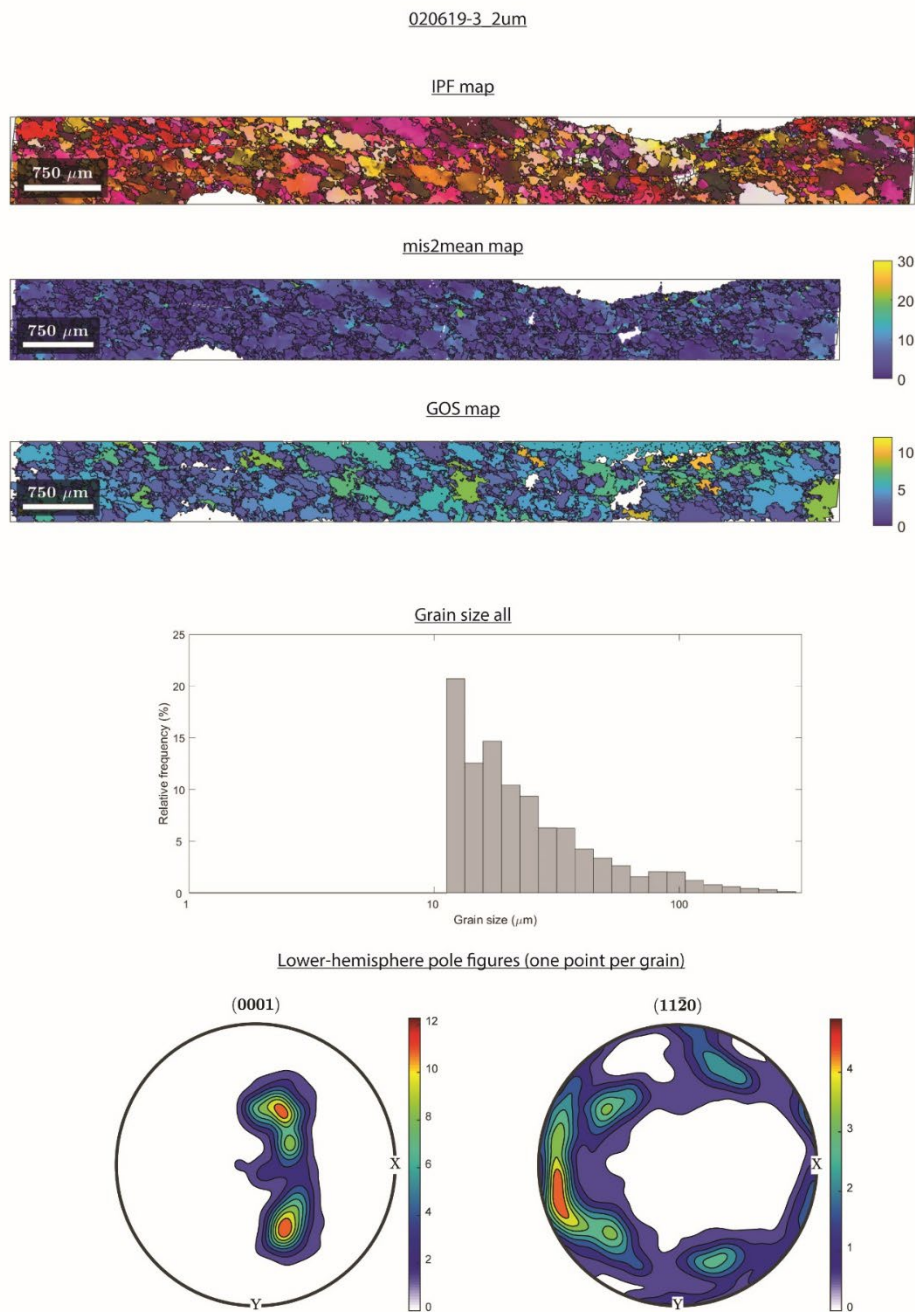 020619-3_2um
IPF map
750 μm
mis2mean map
750 μm
30
20
10
0
GOS map
750 μm
10
5
0
Grain size all
25
20
15
10
5
0
Relative frequency (%)
1
10
100
Grain size (μm)
Lower-hemisphere pole figures (one point per grain)
(0001)
X
Y
12
10
8
6
4
2
0
(112̅0)
X
Y
4
3
2
1
0